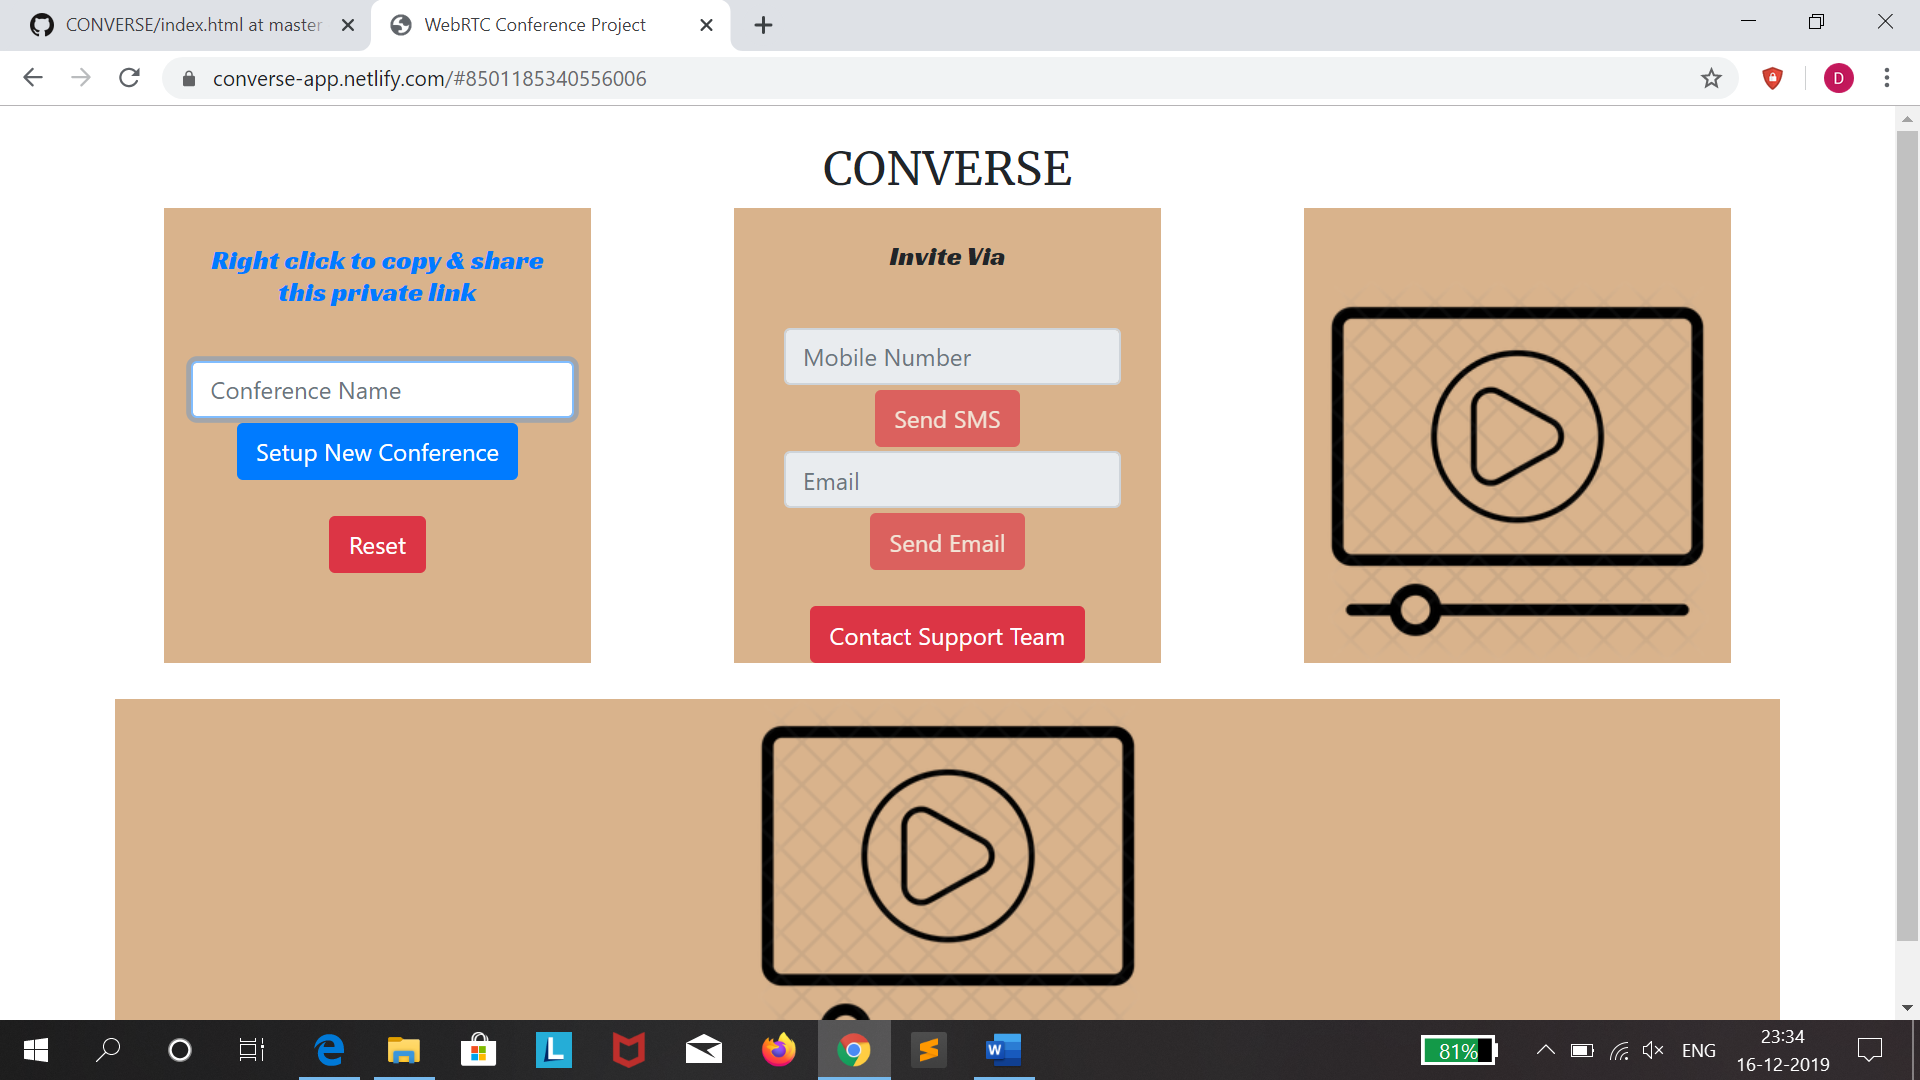 CONVERSE/index.html at master
WebRTC Conference Project
converse-app.netlify.com/#8501185340556006
D
CONVERSE
Right click to copy & share
this private link
Conference Name
Setup New Conference
Reset
Invite Via
Mobile Number
Send SMS
Email
Send Email
Contact Support Team
L
W
81%
ENG
23:34
16-12-2019